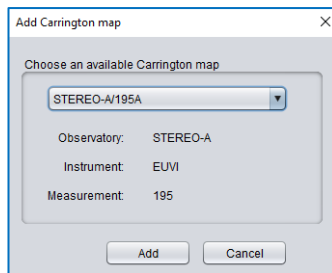 Add Carrington map
Choose an available Carrington map
STEREO-A/195A
Observatory: STEREO-A
Instrument: EUVI
Measurement: 195
Add Cancel